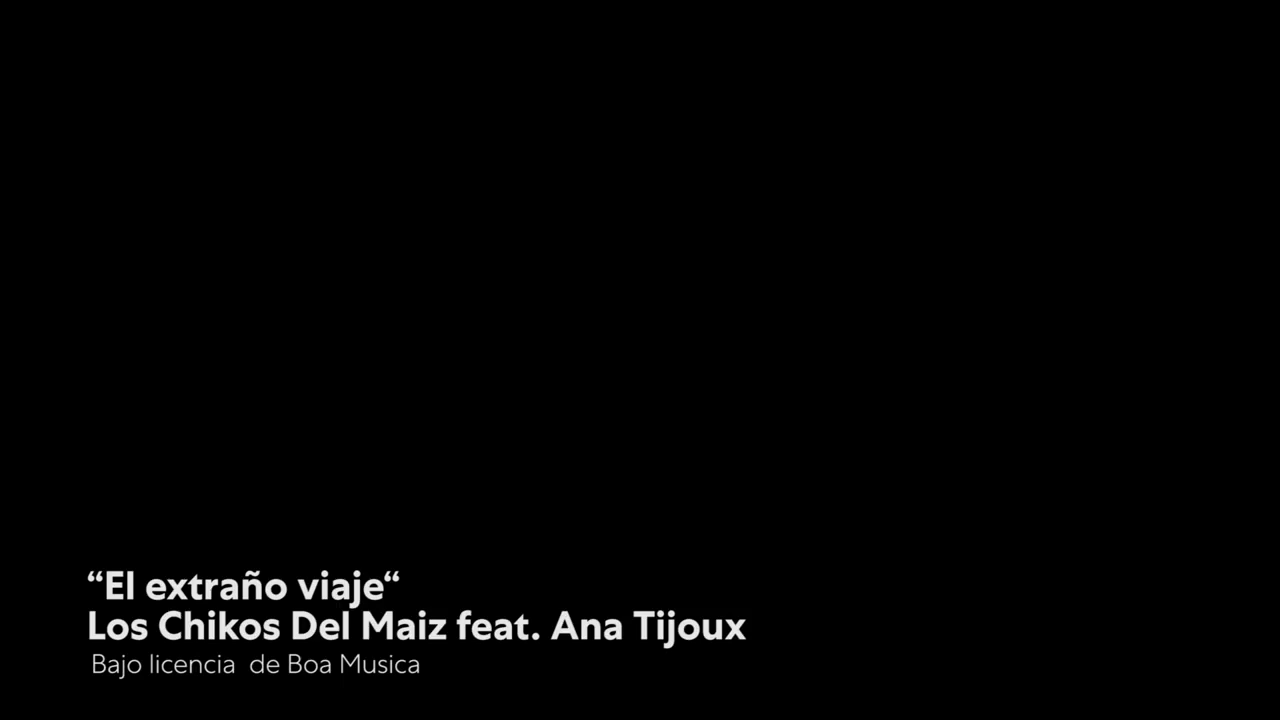 “El extraño viaje“
Los Chikos Del Maiz feat. Ana Tijoux
Bajo licencia  de Boa Musica